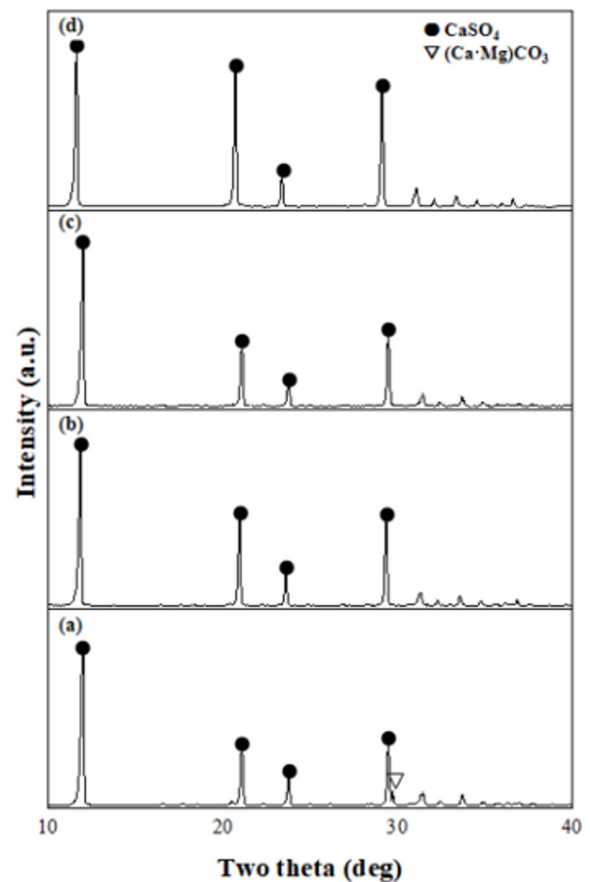 (d)
● CaSO₄
▽ (Ca·Mg)CO₃
(c)
(b)
(a)
Intensity (a.u.)
10 20 30 40
Two theta (deg)